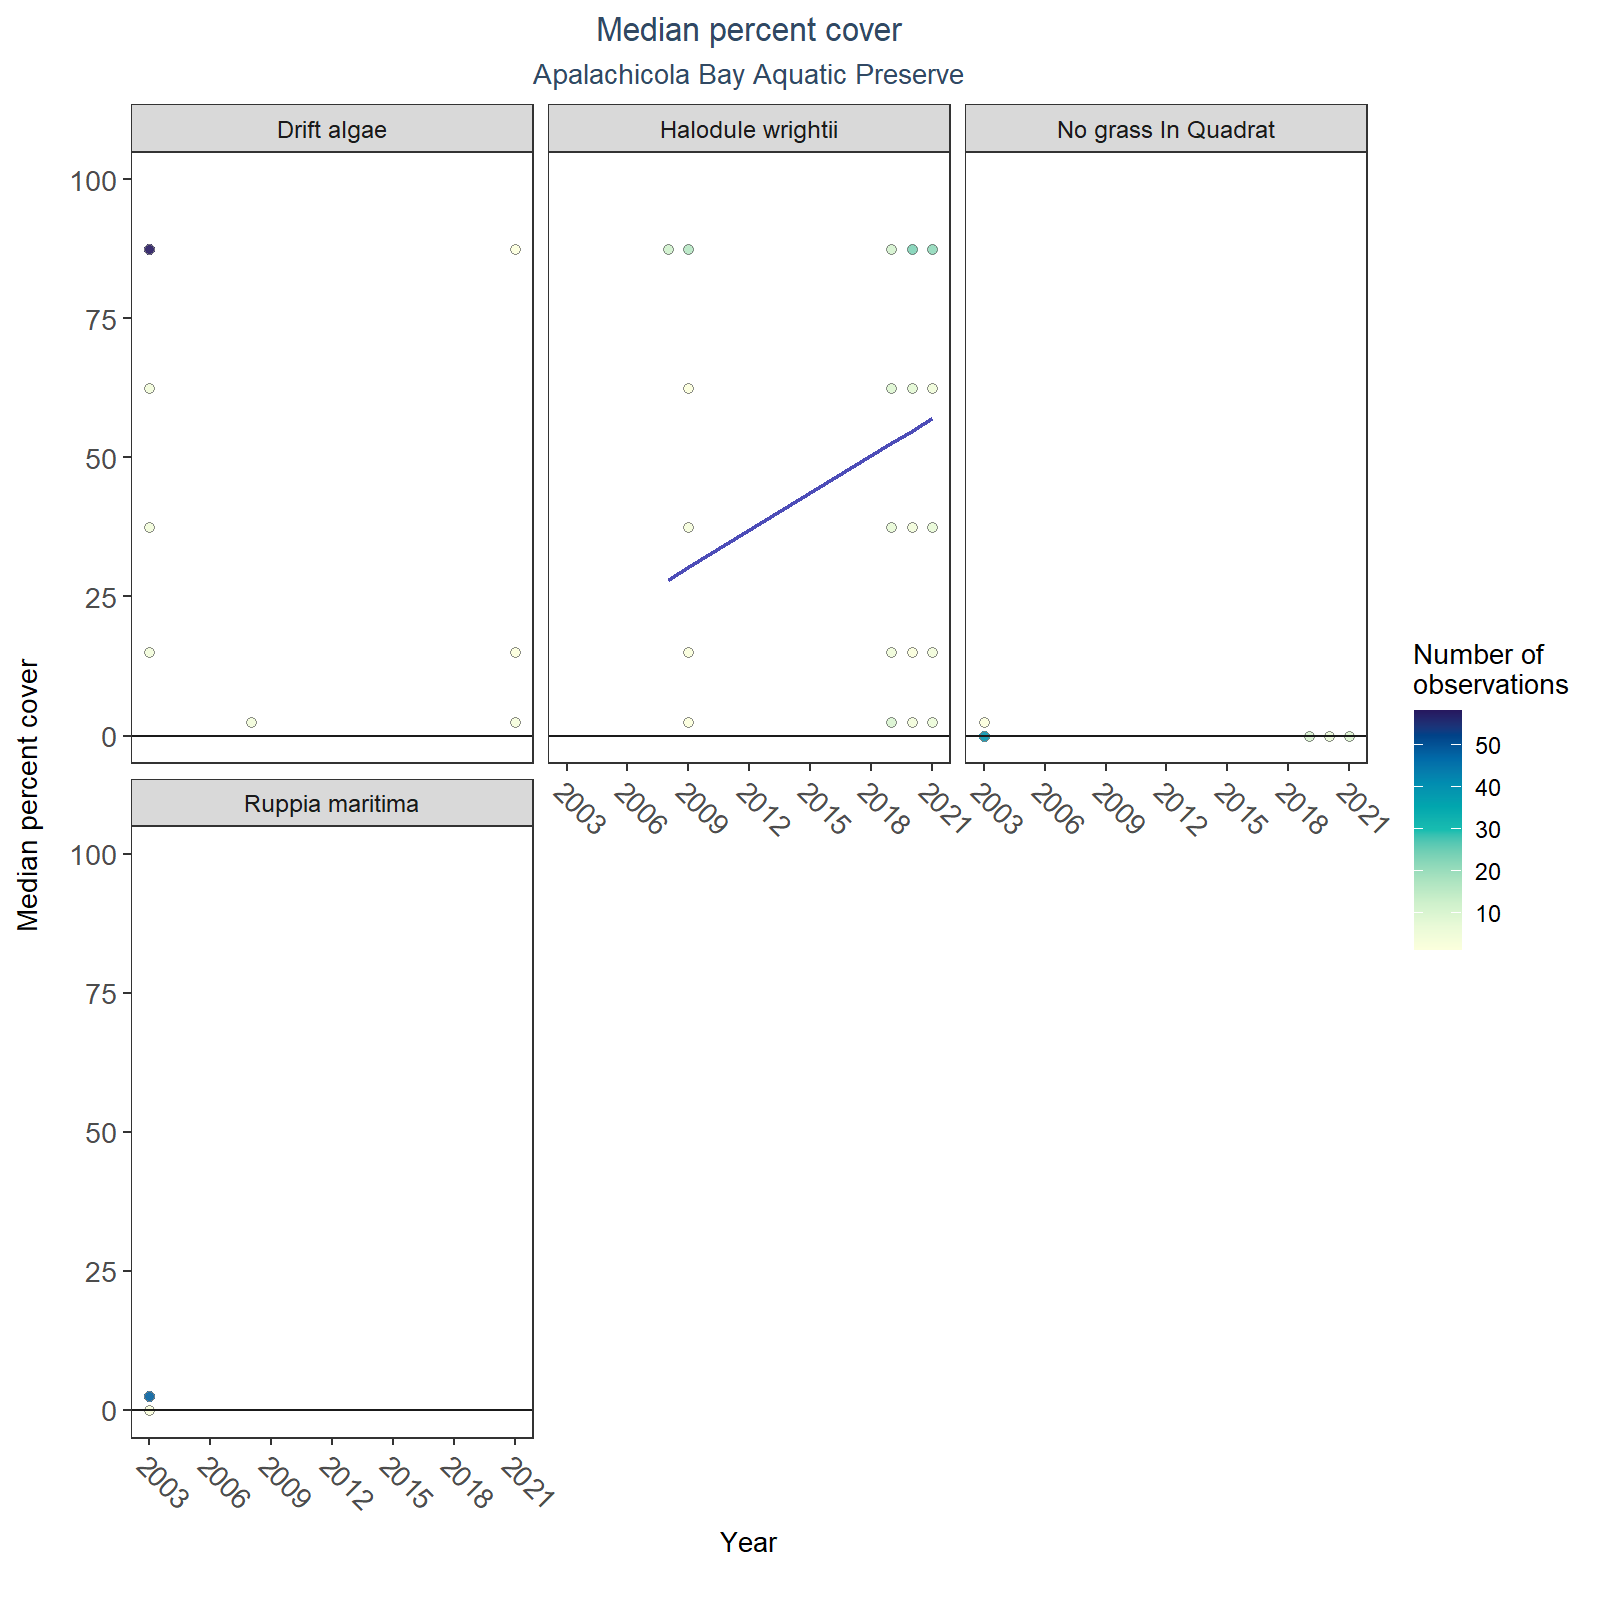 Median percent cover
Apalachicola Bay Aquatic Preserve
Drift algae
Halodule wrightii
No grass In Quadrat
100
75
50
25
0
2003 2006 2009 2012 2015 2018 2021
2003 2006 2009 2012 2015 2018 2021
Ruppia maritima
100
75
50
25
0
2003 2006 2009 2012 2015 2018 2021
Median percent cover
Year
Number of
observations
50
40
30
20
10